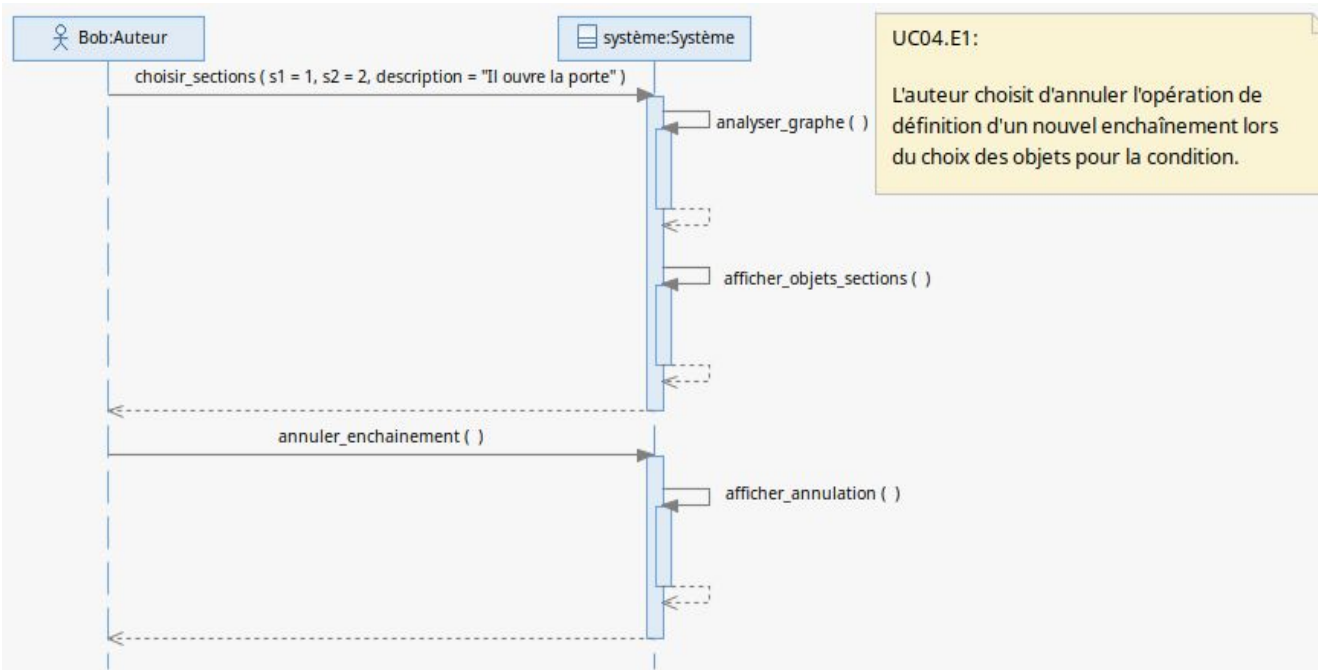 Bob:Auteur
système:Système
UC04.E1:
L'auteur choisit d'annuler l'opération de
définition d'un nouvel enchaînement lors
du choix des objets pour la condition.
choisir_sections ( s1 = 1, s2 = 2, description = "Il ouvre la porte" )
analyser_graphe (  )
afficher_objets_sections (  )
annuler_enchainement (  )
afficher_annulation (  )